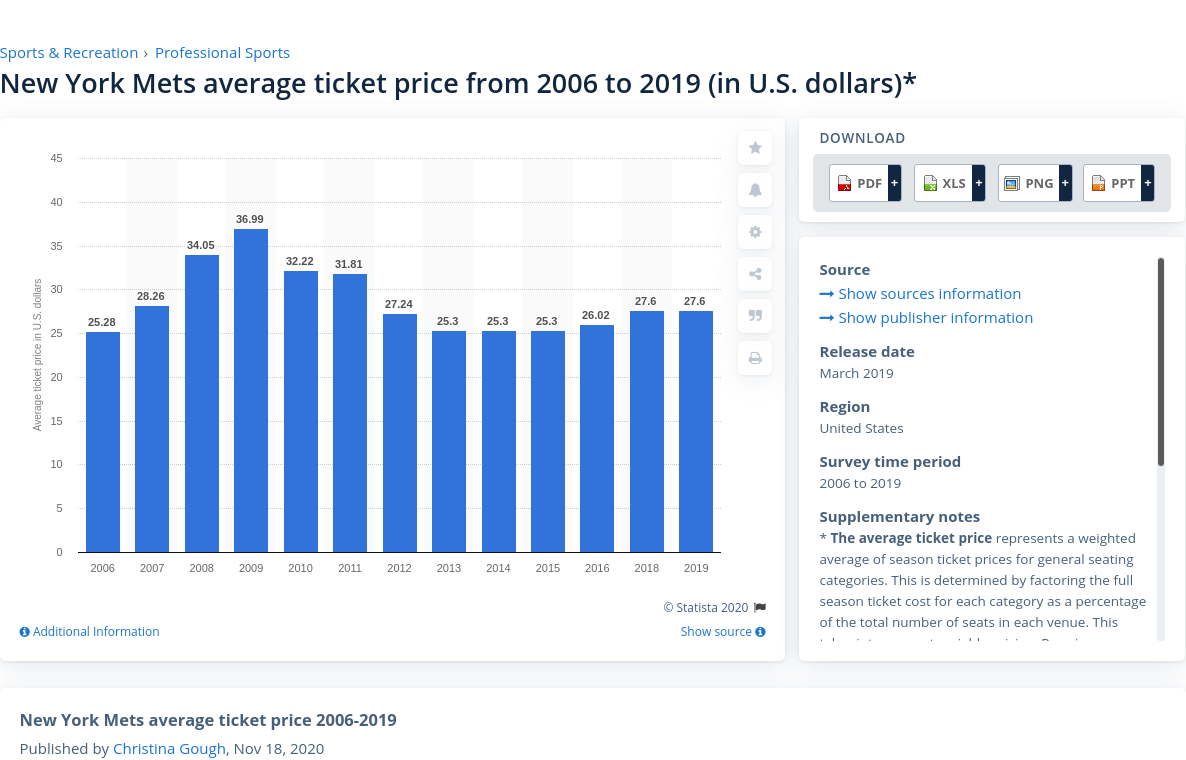 Sports & Recreation › Professional Sports
New York Mets average ticket price from 2006 to 2019 (in U.S. dollars)*
Average ticket price in U.S. dollars
45
40
35
30
25
20
15
10
5
0
25.28
28.26
34.05
36.99
32.22
31.81
27.24
25.3
25.3
25.3
26.02
27.6
27.6
2006 2007 2008 2009 2010 2011 2012 2013 2014 2015 2016 2018 2019
© Statista 2020
Additional Information
Show source
DOWNLOAD
PDF + XLS + PNG + PPT +
Source
Show sources information
Show publisher information
Release date
March 2019
Region
United States
Survey time period
2006 to 2019
Supplementary notes
* The average ticket price represents a weighted
average of season ticket prices for general seating
categories. This is determined by factoring the full
season ticket cost for each category as a percentage
of the total number of seats in each venue. This
New York Mets average ticket price 2006-2019
Published by Christina Gough, Nov 18, 2020